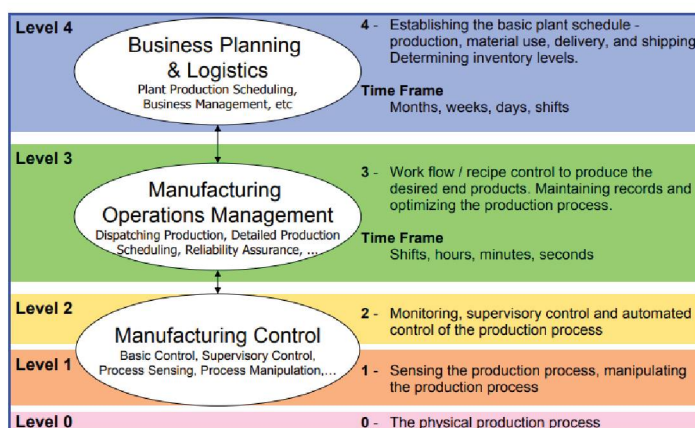 Level 4
Business Planning
& Logistics
Plant Production Scheduling,
Business Management, etc
4 - Establishing the basic plant schedule -
production, material use, delivery, and shipping.
Determining inventory levels.
Time Frame
Months, weeks, days, shifts
Level 3
Manufacturing
Operations Management
Dispatching Production, Detailed Production
Scheduling, Reliability Assurance, ...
3 - Work flow / recipe control to produce the
desired end products. Maintaining records and
optimizing the production process.
Time Frame
Shifts, hours, minutes, seconds
Level 2
Manufacturing Control
Basic Control, Supervisory Control,
Process Sensing, Process Manipulation,...
2 - Monitoring, supervisory control and automated
control of the production process
Level 1
1 - Sensing the production process, manipulating
the production process
Level 0
0 - The physical production process